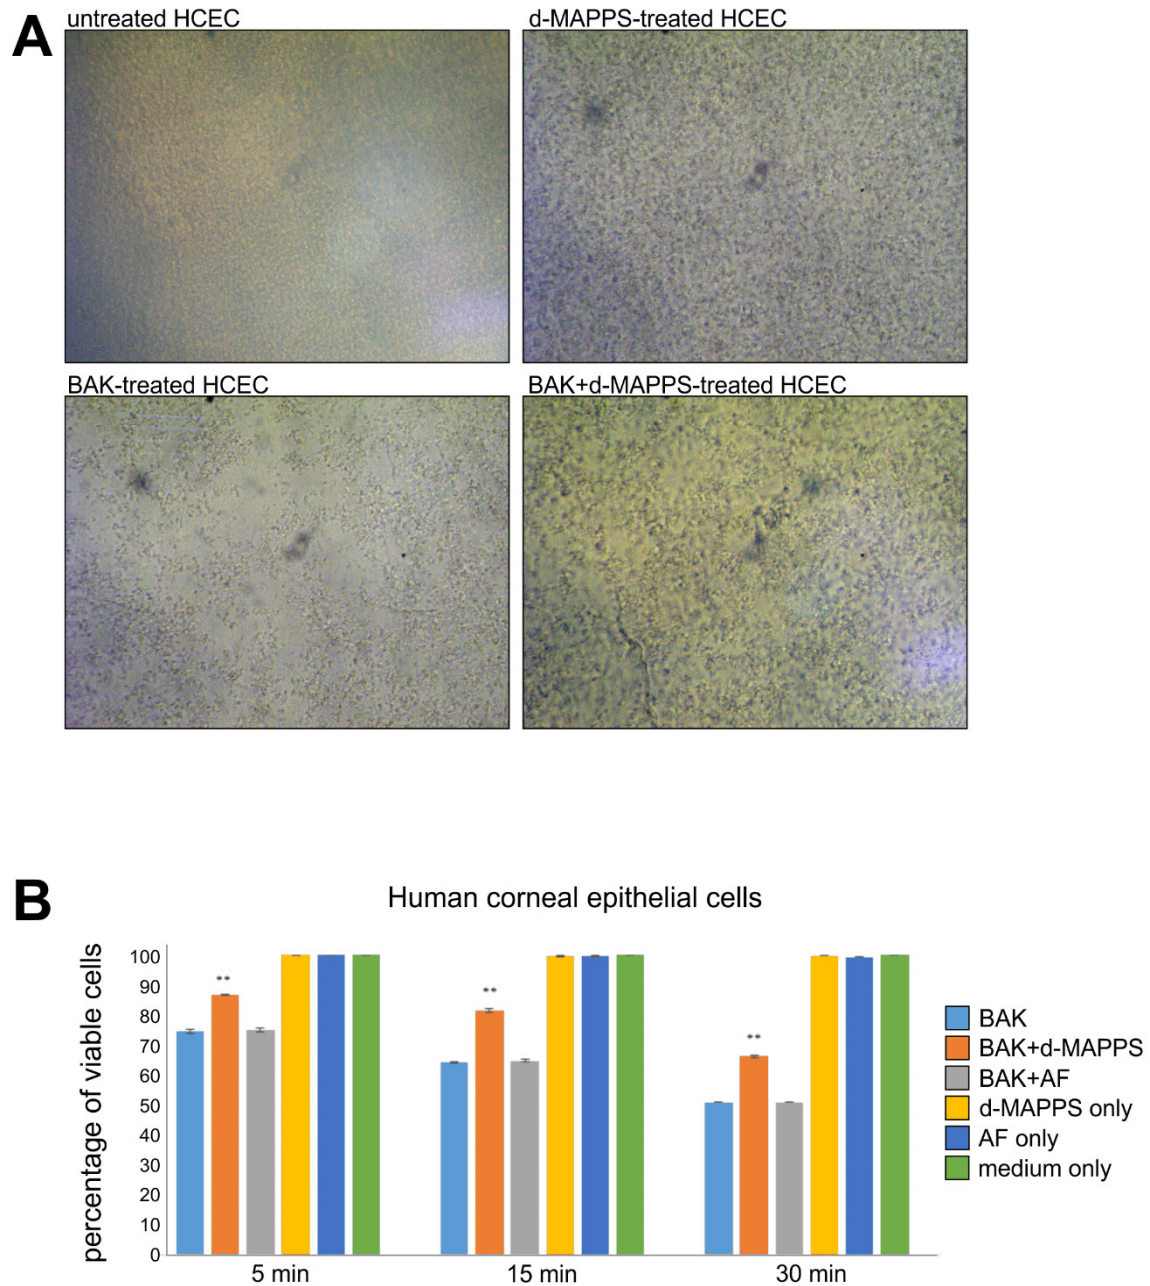 A
untreated HCEC
d-MAPPS-treated HCEC
BAK-treated HCEC
BAK+d-MAPPS-treated HCEC
B
Human corneal epithelial cells
percentage of viable cells
100
90
80
70
60
50
40
30
20
10
0
**
**
**
5 min
15 min
30 min
BAK
BAK+d-MAPPS
BAK+AF
d-MAPPS only
AF only
medium only